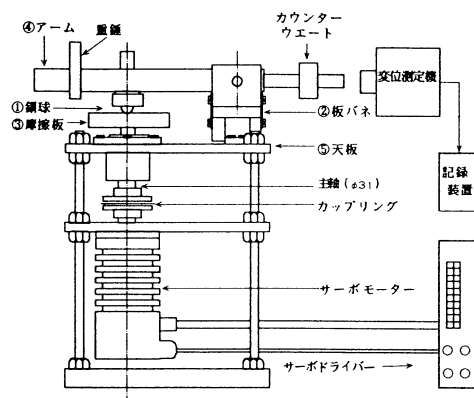 ④アーム
重錘
カウンター
ウエート
変位測定機
①鋼球
③摩擦板
②板バネ
⑤天板
記録
装置
主軸(φ31)
カップリング
サーボモーター
サーボドライバー